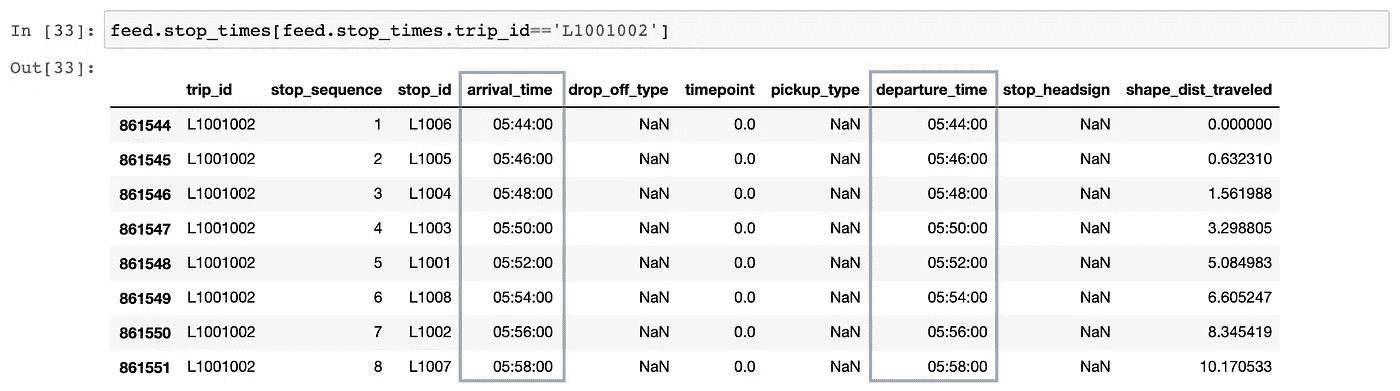 In [33]: feed.stop_times[feed.stop_times.trip_id=='L1001002']
Out[33]:
trip_id stop_sequence stop_id arrival_time drop_off_type timepoint pickup_type departure_time stop_headsign shape_dist_traveled
861544 L1001002 1 L1006 05:44:00 NaN 0.0 NaN 05:44:00 NaN 0.000000
861545 L1001002 2 L1005 05:46:00 NaN 0.0 NaN 05:46:00 NaN 0.632310
861546 L1001002 3 L1004 05:48:00 NaN 0.0 NaN 05:48:00 NaN 1.561988
861547 L1001002 4 L1003 05:50:00 NaN 0.0 NaN 05:50:00 NaN 3.298805
861548 L1001002 5 L1001 05:52:00 NaN 0.0 NaN 05:52:00 NaN 5.084983
861549 L1001002 6 L1008 05:54:00 NaN 0.0 NaN 05:54:00 NaN 6.605247
861550 L1001002 7 L1002 05:56:00 NaN 0.0 NaN 05:56:00 NaN 8.345419
861551 L1001002 8 L1007 05:58:00 NaN 0.0 NaN 05:58:00 NaN 10.170533